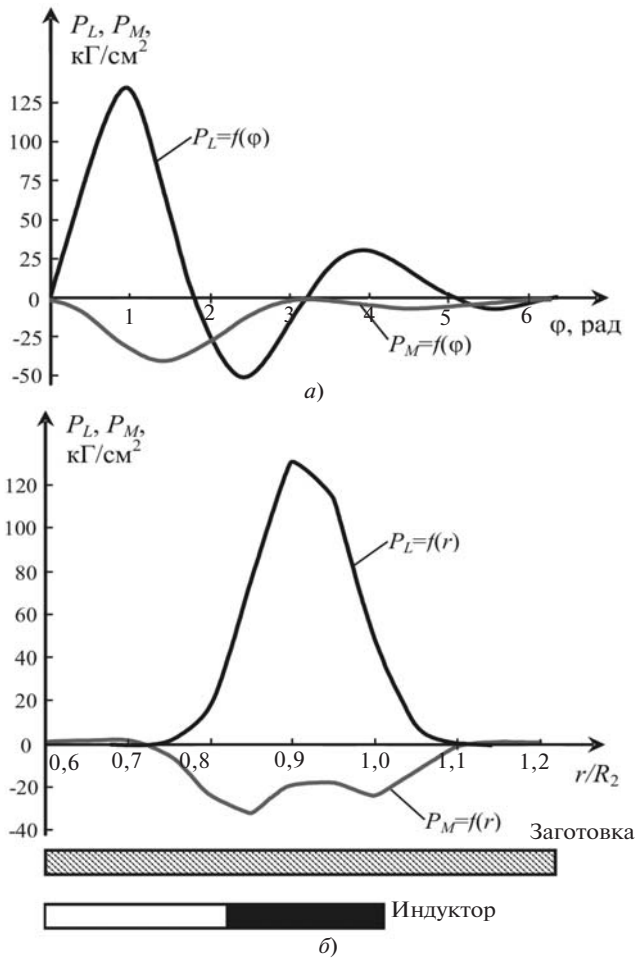 P_L, P_M,
кГ/см²
125
100
75
50
25
0
-25
-50
P_L=f(φ)
1 2 3 4 5 6
φ, рад
P_M=f(φ)
а)
P_L, P_M,
кГ/см²
120
100
80
60
40
20
0
-20
-40
P_L=f(r)
0,6 0,7 0,8 0,9 1,0 1,1 1,2
r/R₂
P_M=f(r)
Заготовка
Индуктор
б)